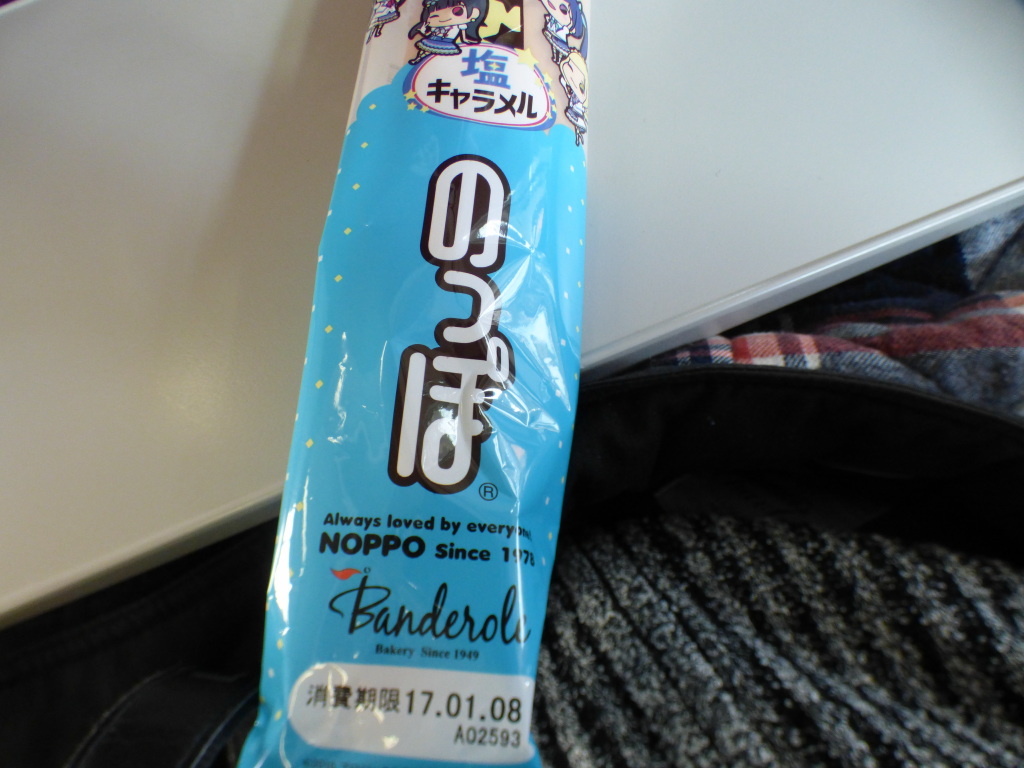 塩
キャラメル
のっぽ
®
Always loved by everyone
NOPPO Since 1978
Banderole
Bakery Since 1949
消費期限17.01.08
A02593